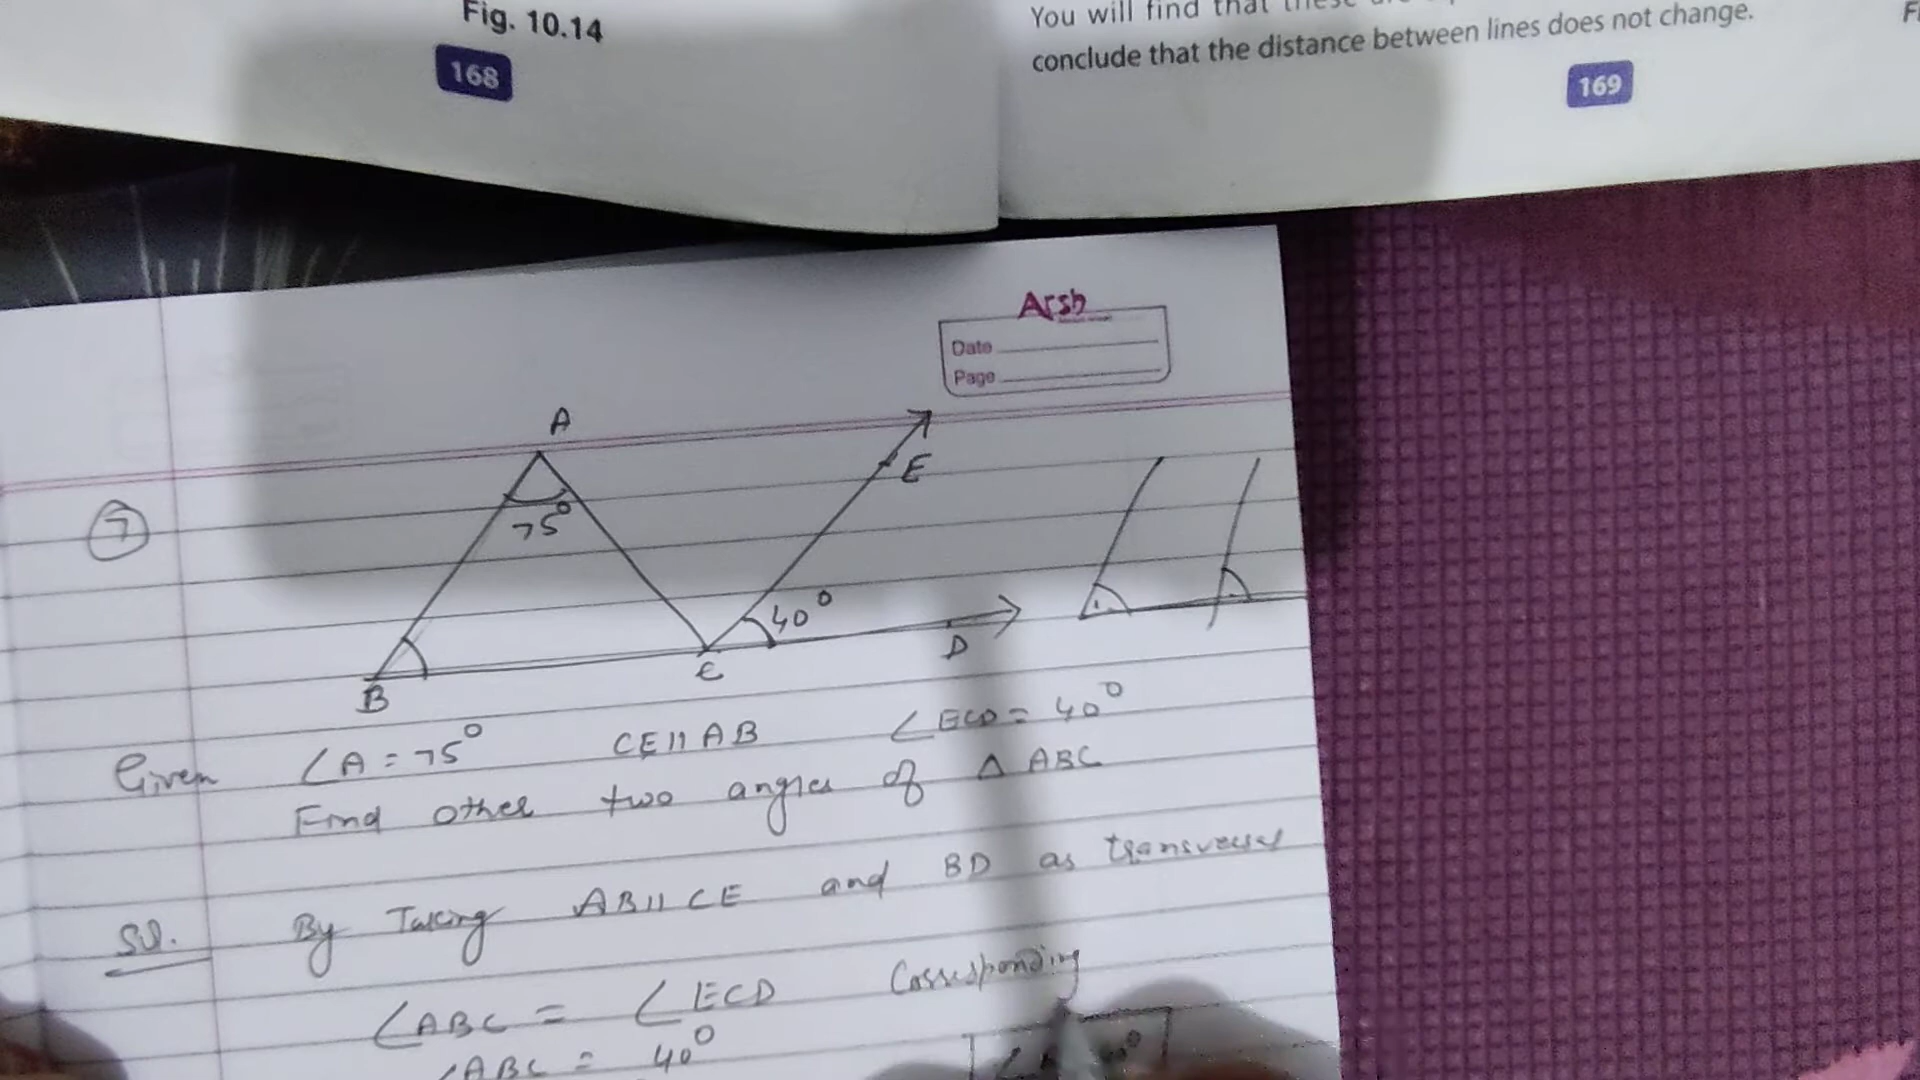 Fig. 10.14
168
You will find that these
conclude that the distance between lines does not change.
169
Arsh
Date
Page
A
E
7
75°
40°
D
B
C
Given ∠A = 75° CE || AB ∠ECD = 40°
Find other two angles of △ ABC
Sol. By Taking AB || CE and BD as transversal
∠ABC = ∠ECD Corresponding
∠ABC = 40°